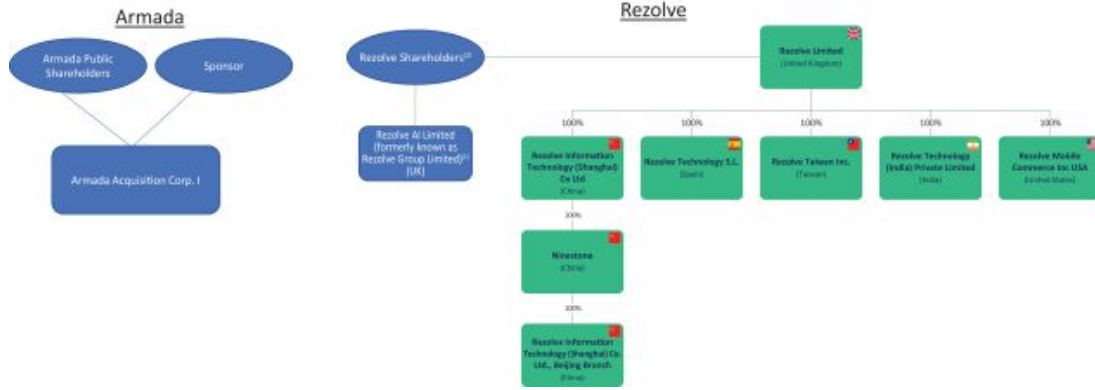 Armada
Rezolve
Armada Public
Shareholders
Sponsor
Armada Acquisition Corp. I
Rezolve Shareholders(2)
Rezolve AI Limited
(formerly known as
Rezolve Group Limited)(1)
(UK)
Rezolve Limited
(United Kingdom)
100%
100%
100%
100%
100%
Rezolve Information
Technology (Shanghai)
Co Ltd
(China)
Rezolve Technology S.L.
(Spain)
Rezolve Taiwan Inc.
(Taiwan)
Rezolve Technology
(India) Private Limited
(India)
Rezolve Mobile
Commerce Inc USA
(United States)
100%
Ninestone
(China)
100%
Rezolve Information
Technology (Shanghai) Co.
Ltd., Beijing Branch
(China)